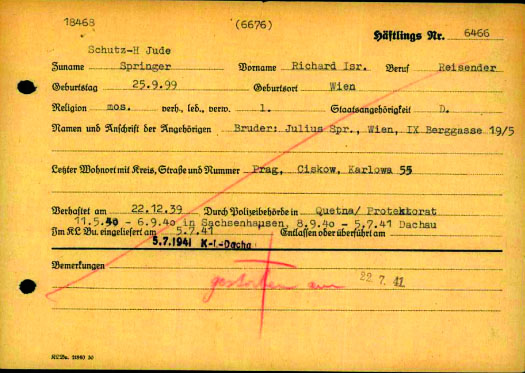 18468 (6676) Häftlings Nr. 6466
Schutz-H Jude
Zuname Springer Vorname Richard Isr. Beruf Reisender
Geburtstag 25.9.99 Geburtsort Wien
Religion mos. verh., led., verw. l. Staatsangehörigkeit D.
Namen und Anschrift der Angehörigen Bruder: Julius Spr., Wien, IX Berggasse 19/5
Letzter Wohnort mit Kreis, Straße und Nummer Prag, Ciskow, Karlowa 55
Verhaftet am 22.12.39 Durch Polizeibehörde in Quetna/ Protektorat
11.5.40 - 6.9.40 in Sachsenhausen, 8.9.40 - 5.7.41 Dachau
Im KL Bu. eingeliefert am 5.7.41 Entlassen oder überführt am
5.7.1941 K-L-Dacha
Bemerkungen
gestorben am 22.7.41
KLBu.